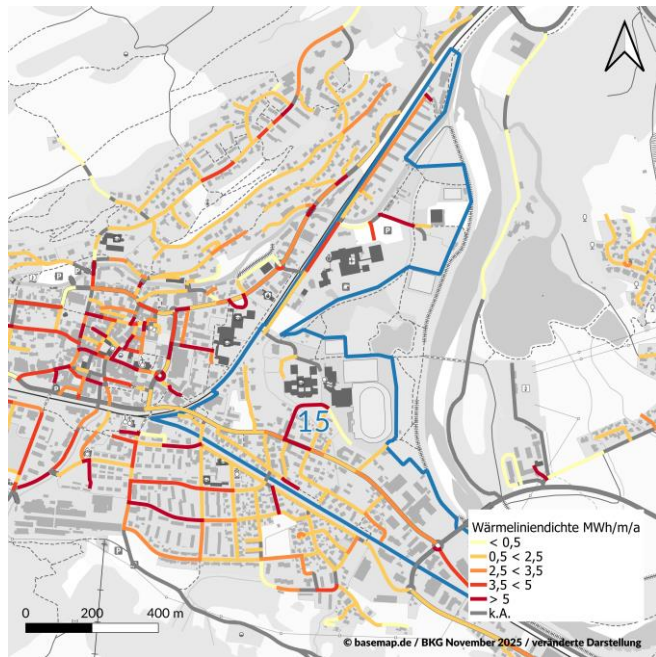 P
P
15
P
P
Wärmeliniendichte MWh/m/a
< 0,5
0,5 < 2,5
2,5 < 3,5
3,5 < 5
> 5
k.A.
0 200 400 m
© basemap.de / BKG November 2025 / veränderte Darstellung